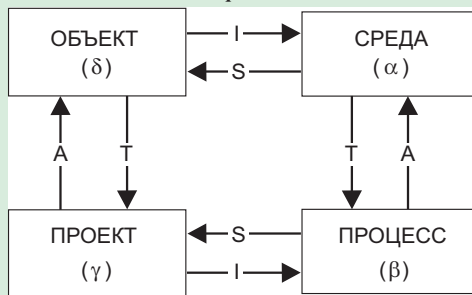 ОБЪЕКТ
(δ)
I
S
СРЕДА
(α)
A
T
T
A
ПРОЕКТ
(γ)
S
I
ПРОЦЕСС
(β)